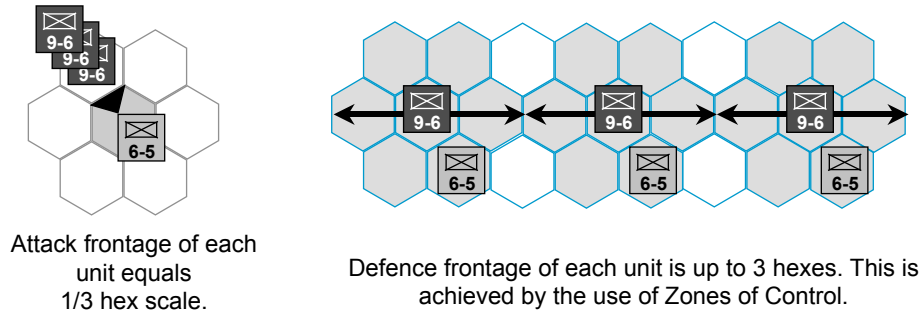 9-6
9-6
9-6
6-5
9-6
9-6
9-6
6-5
6-5
6-5
Attack frontage of each
unit equals
1/3 hex scale.
Defence frontage of each unit is up to 3 hexes. This is
achieved by the use of Zones of Control.